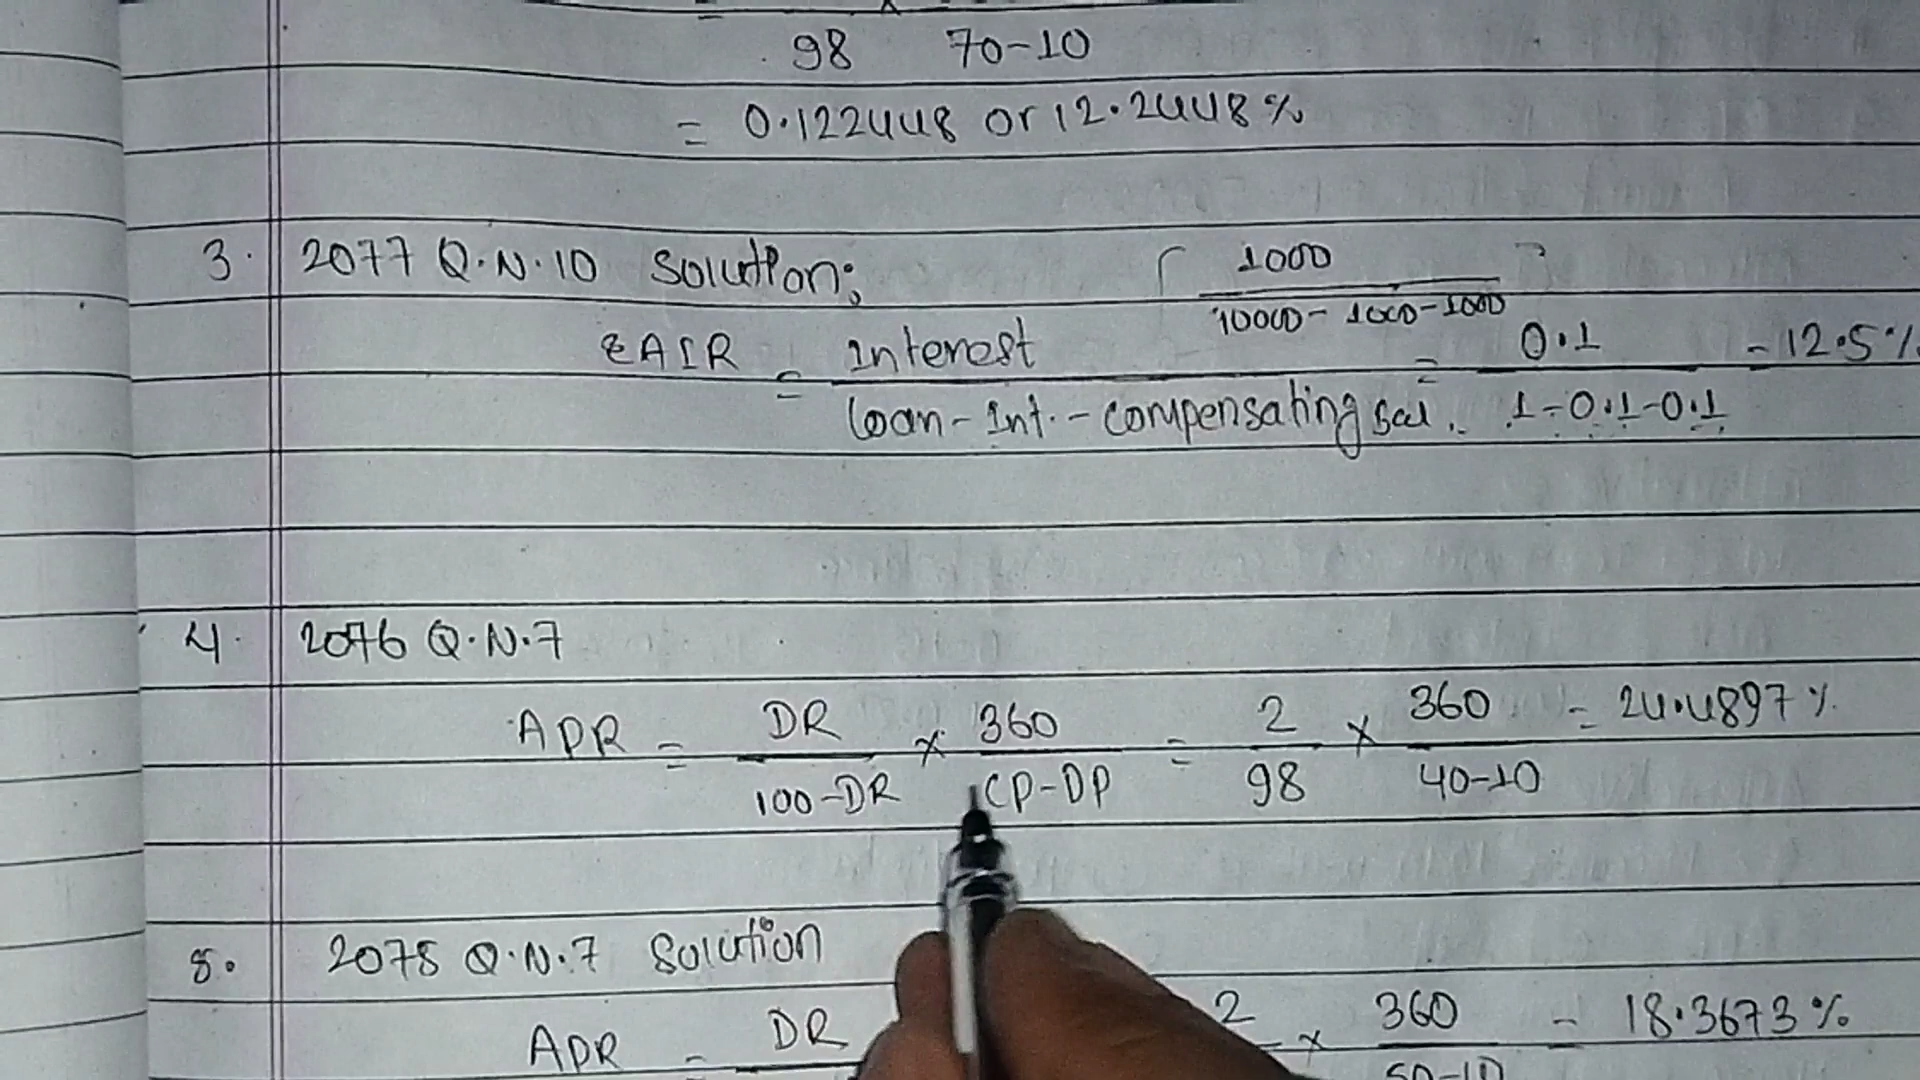 98 70-10
= 0.122448 or 12.2448%
3. 2077 Q.N.10 Solution: [ 1000 ]
10000 - 1000 - 1000
EAIR = Interest = 0.1 = 12.5%
Loan - Int. - compensating bal. 1-0.1-0.1
4. 2076 Q.N.7
APR = DR × 360 = 2 × 360 = 24.4897%
100-DR CP-DP 98 40-10
5. 2075 Q.N.7 Solution
APR = DR 2 × 360 = 18.3673%
50-10